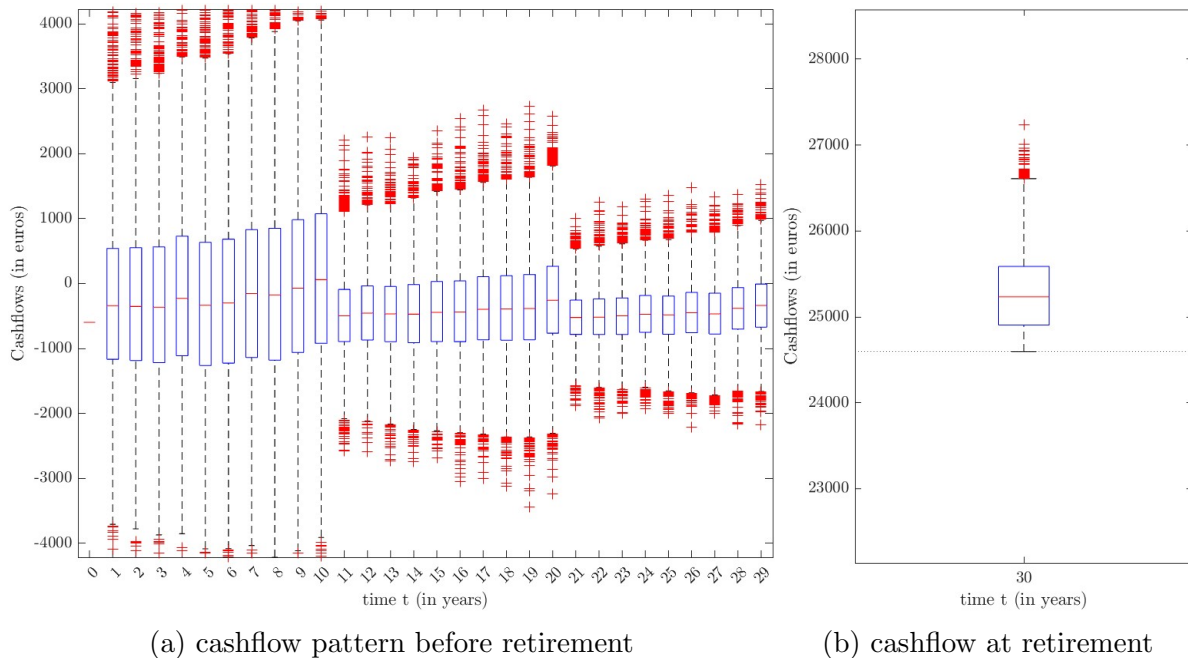 4000
3000
2000
1000
0
-1000
-2000
-3000
-4000
Cashflows (in euros)
0 1 2 3 4 5 6 7 8 9 10 11 12 13 14 15 16 17 18 19 20 21 22 23 24 25 26 27 28 29
time t (in years)
(a) cashflow pattern before retirement
28000
27000
26000
25000
24000
23000
Cashflows (in euros)
30
time t (in years)
(b) cashflow at retirement